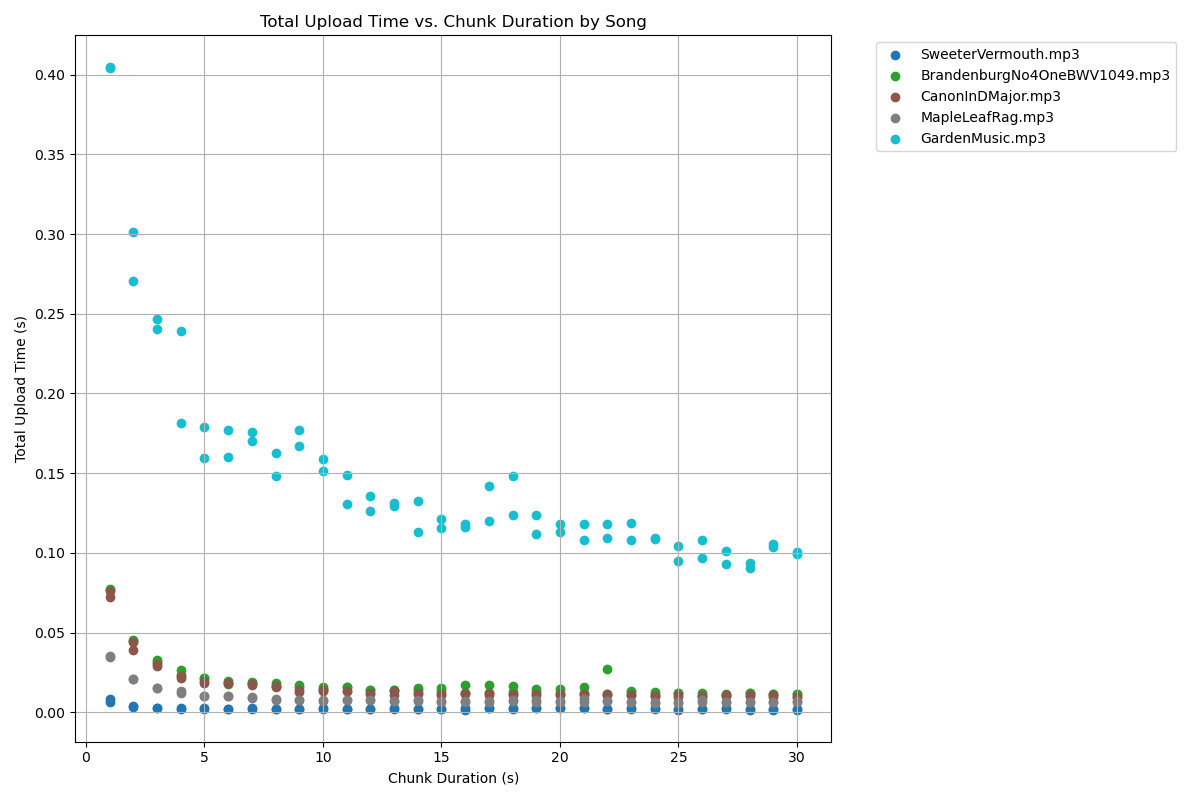 Total Upload Time vs. Chunk Duration by Song
SweeterVermouth.mp3
BrandenburgNo4OneBWV1049.mp3
CanonInDMajor.mp3
MapleLeafRag.mp3
GardenMusic.mp3
Total Upload Time (s)
0.40
0.35
0.30
0.25
0.20
0.15
0.10
0.05
0.00
0 5 10 15 20 25 30
Chunk Duration (s)